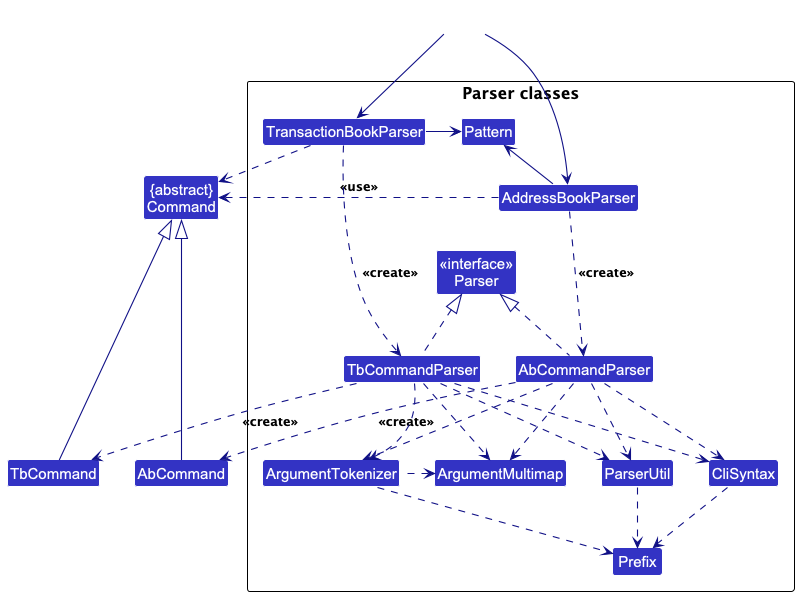 Parser classes
TransactionBookParser
Pattern
{abstract}
Command
«use»
AddressBookParser
«interface»
Parser
«create»
«create»
TbCommandParser
AbCommandParser
«create»
«create»
TbCommand
AbCommand
ArgumentTokenizer
ArgumentMultimap
ParserUtil
CliSyntax
Prefix